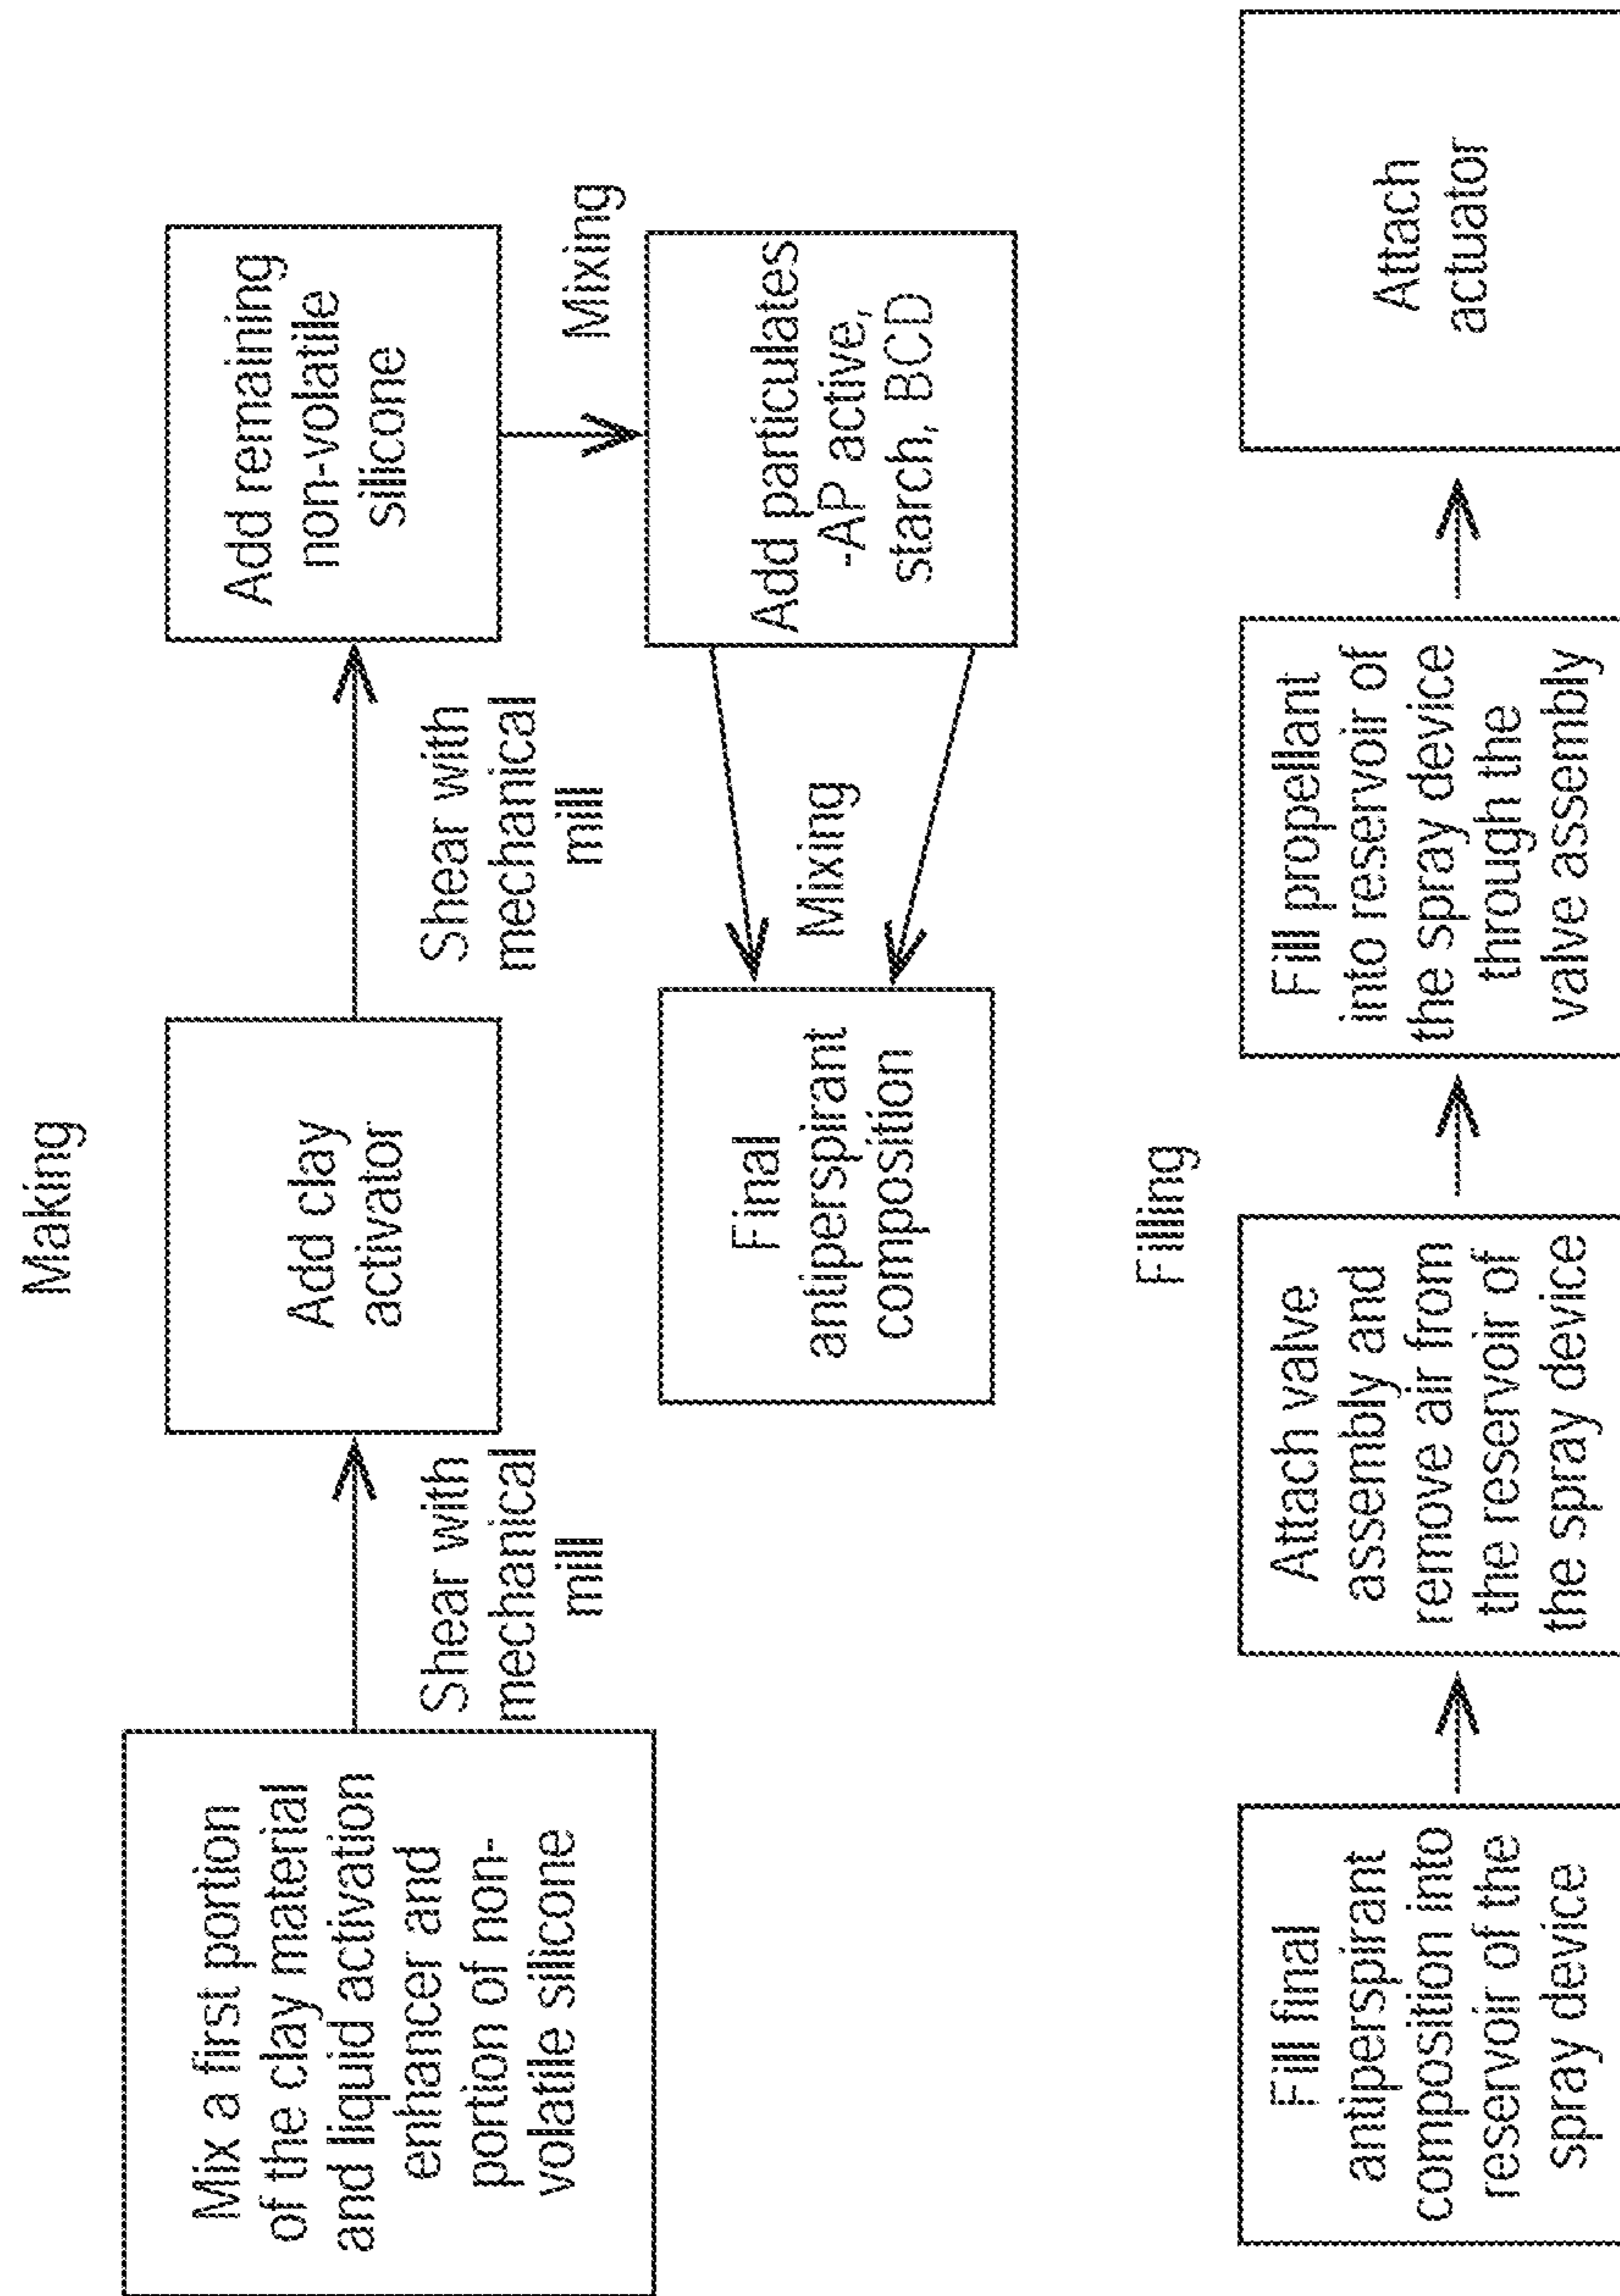 Making
Mix a first portion
of the clay material
and liquid activation
enhancer and
portion of non-
volatile silicone
Shear with
mechanical
mill
Add clay
activator
Shear with
mechanical
mill
Add remaining
non-volatile
silicone
Mixing
Add particulates
-AP active,
starch, BCD
Mixing
Final
antiperspirant
composition
Filling
Fill final
antiperspirant
composition into
reservoir of the
spray device
Attach valve
assembly and
remove air from
the reservoir of
the spray device
Fill propellant
into reservoir of
the spray device
through the
valve assembly
Attach
actuator